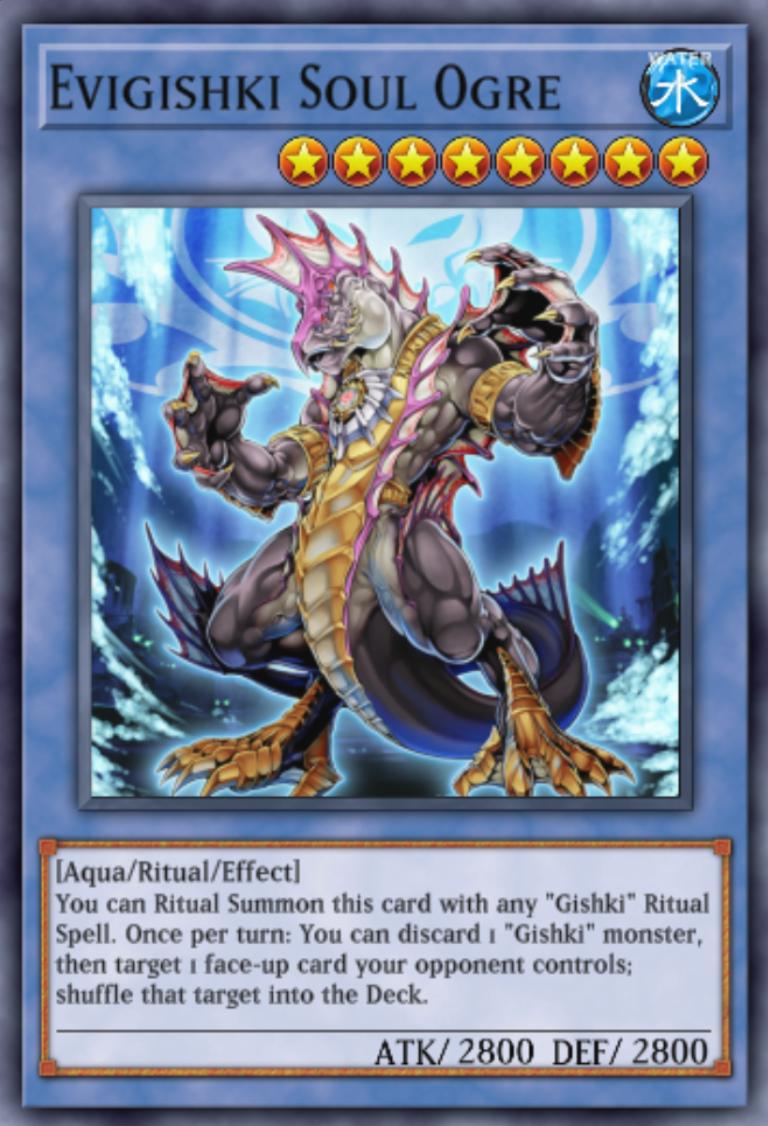 Evigishki Soul Ogre
WATER
水
[Aqua/Ritual/Effect]
You can Ritual Summon this card with any "Gishki" Ritual
Spell. Once per turn: You can discard 1 "Gishki" monster,
then target 1 face-up card your opponent controls;
shuffle that target into the Deck.
ATK/ 2800 DEF/ 2800